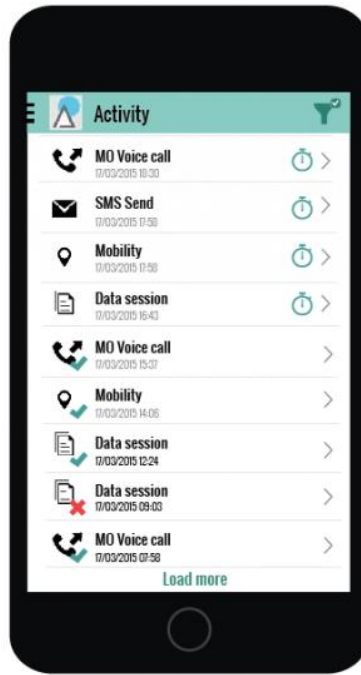 Activity
MO Voice call
17/03/2015 18:30
SMS Send
17/03/2015 17:58
Mobility
17/03/2015 17:58
Data session
17/03/2015 16:43
MO Voice call
17/03/2015 15:37
Mobility
17/03/2015 14:06
Data session
17/03/2015 12:24
Data session
17/03/2015 09:03
MO Voice call
17/03/2015 07:58
Load more